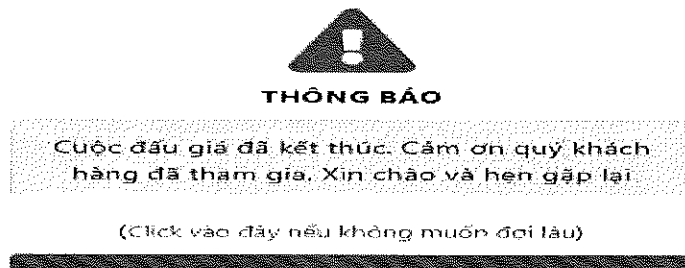 THÔNG BÁO
Cuộc đấu giá đã kết thúc. Cảm ơn quý khách
hàng đã tham gia. Xin chào và hẹn gặp lại
(Click vào đây nếu không muốn đợi lâu)